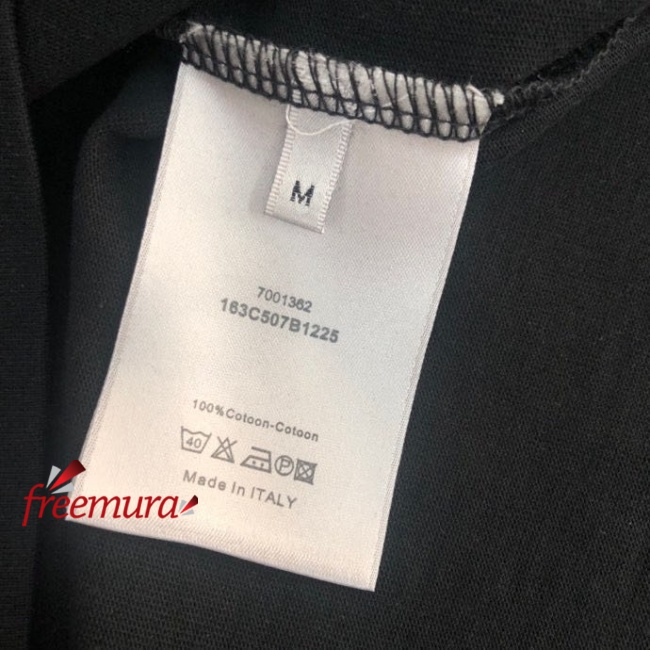 M
7001362
163C507B1225
100%Cotoon-Cotoon
40 P
Made In ITALY
freemura